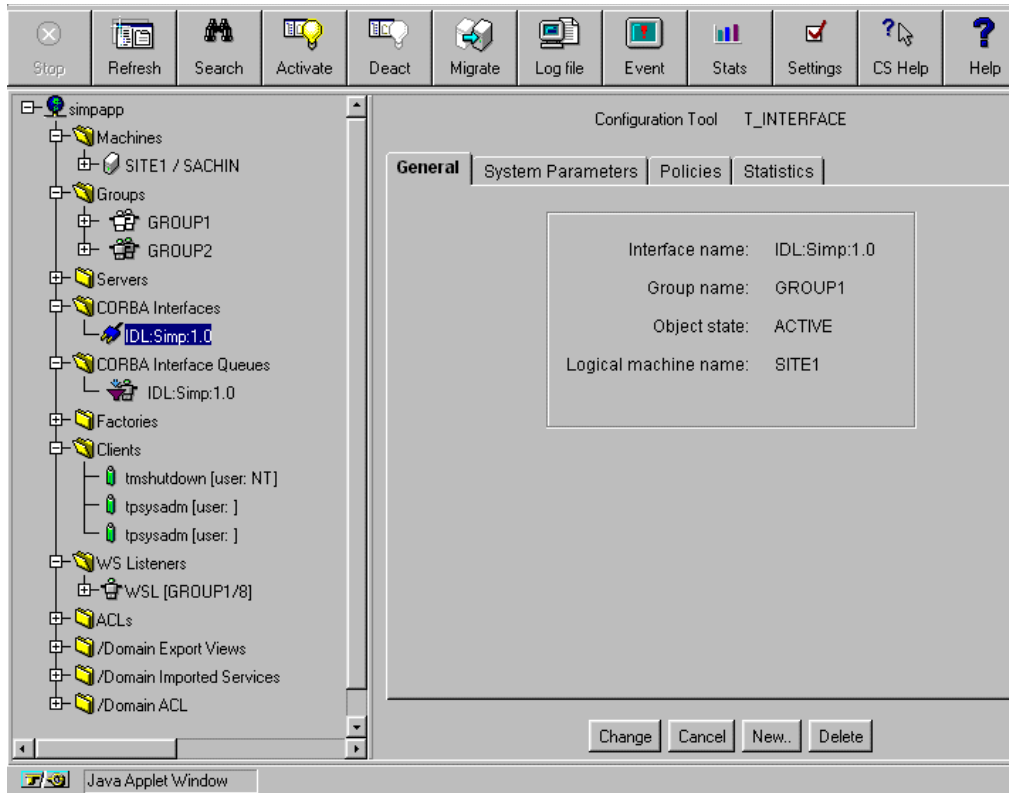 Stop Refresh Search Activate Deact Migrate Log file Event Stats Settings CS Help Help
simpapp
Machines
SITE1 / SACHIN
Groups
GROUP1
GROUP2
Servers
CORBA Interfaces
IDL:Simp:1.0
CORBA Interface Queues
IDL:Simp:1.0
Factories
Clients
tmshutdown [user: NT]
tpsysadm [user: ]
tpsysadm [user: ]
WS Listeners
WSL [GROUP1/8]
ACLs
/Domain Export Views
/Domain Imported Services
/Domain ACL
Configuration Tool T_INTERFACE
General System Parameters Policies Statistics
Interface name: IDL:Simp:1.0
Group name: GROUP1
Object state: ACTIVE
Logical machine name: SITE1
Change Cancel New.. Delete
Java Applet Window